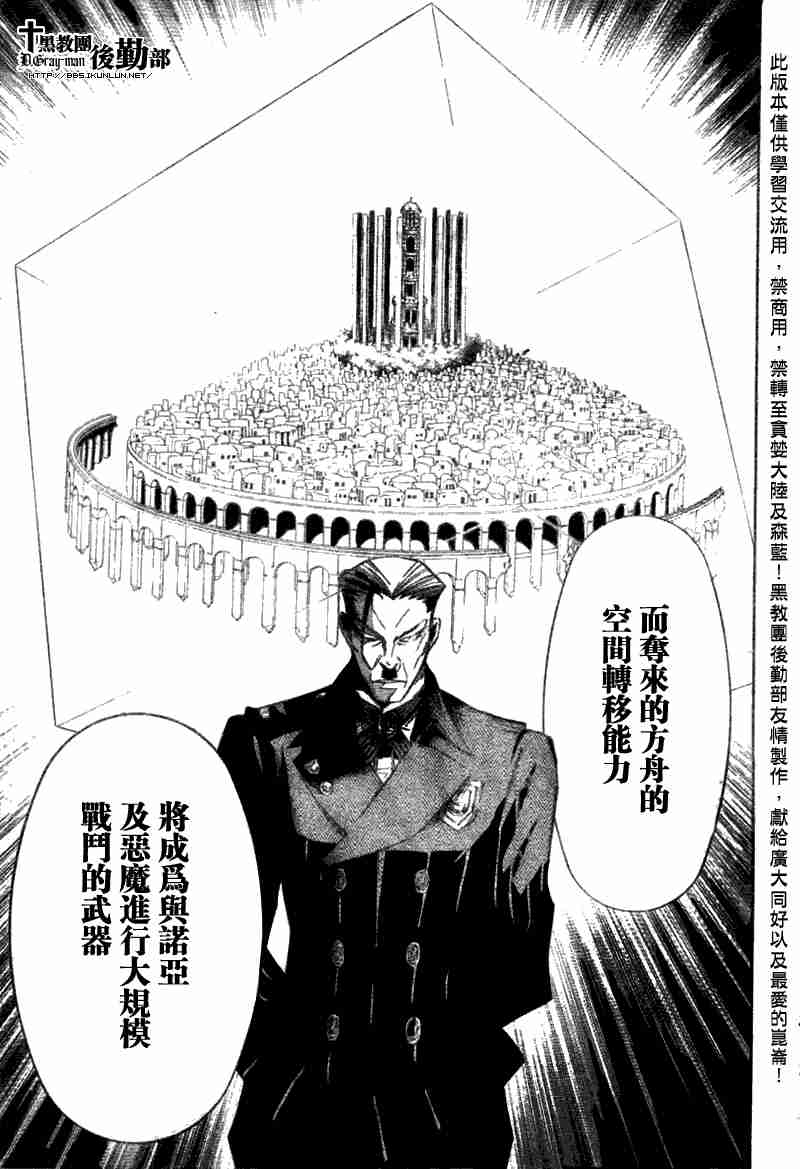 黑教團
D.Gray-man 後勤部
HTTP://BBS.IKUNLUN.NET/
而奪來的方舟的
空間轉移能力
將成爲與諾亞
及惡魔進行大規模
戰鬥的武器
此版本僅供學習交流用，禁商用，禁轉至貪婪大陸及森藍！黑教團後勤部友情製作，獻給廣大同好以及最愛的崑崙！